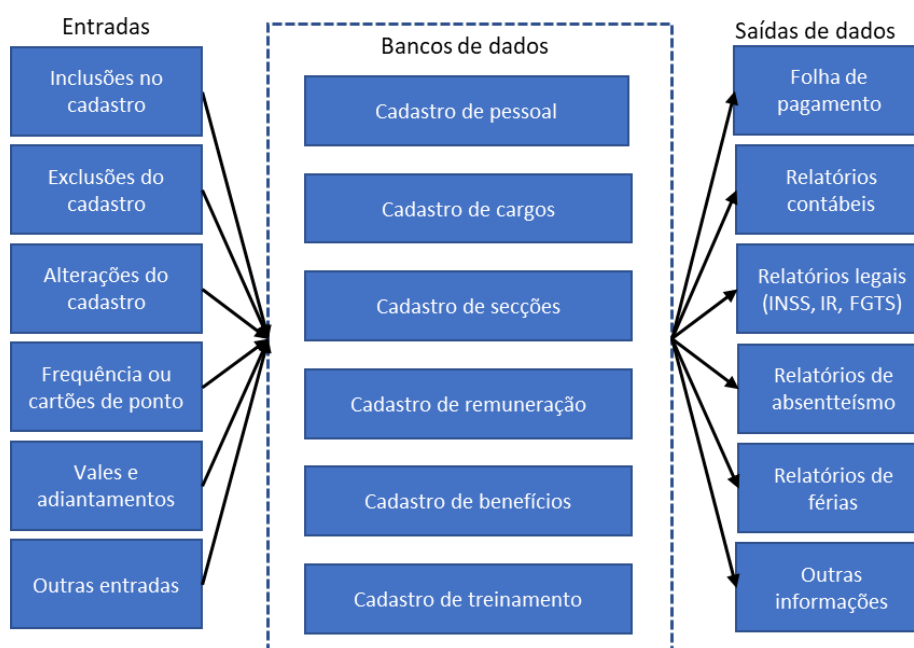 Entradas
Inclusões no
cadastro
Exclusões do
cadastro
Alterações do
cadastro
Frequência ou
cartões de ponto
Vales e
adiantamentos
Outras entradas
Bancos de dados
Cadastro de pessoal
Cadastro de cargos
Cadastro de secções
Cadastro de remuneração
Cadastro de benefícios
Cadastro de treinamento
Saídas de dados
Folha de
pagamento
Relatórios
contábeis
Relatórios legais
(INSS, IR, FGTS)
Relatórios de
absentteísmo
Relatórios de
férias
Outras
informações